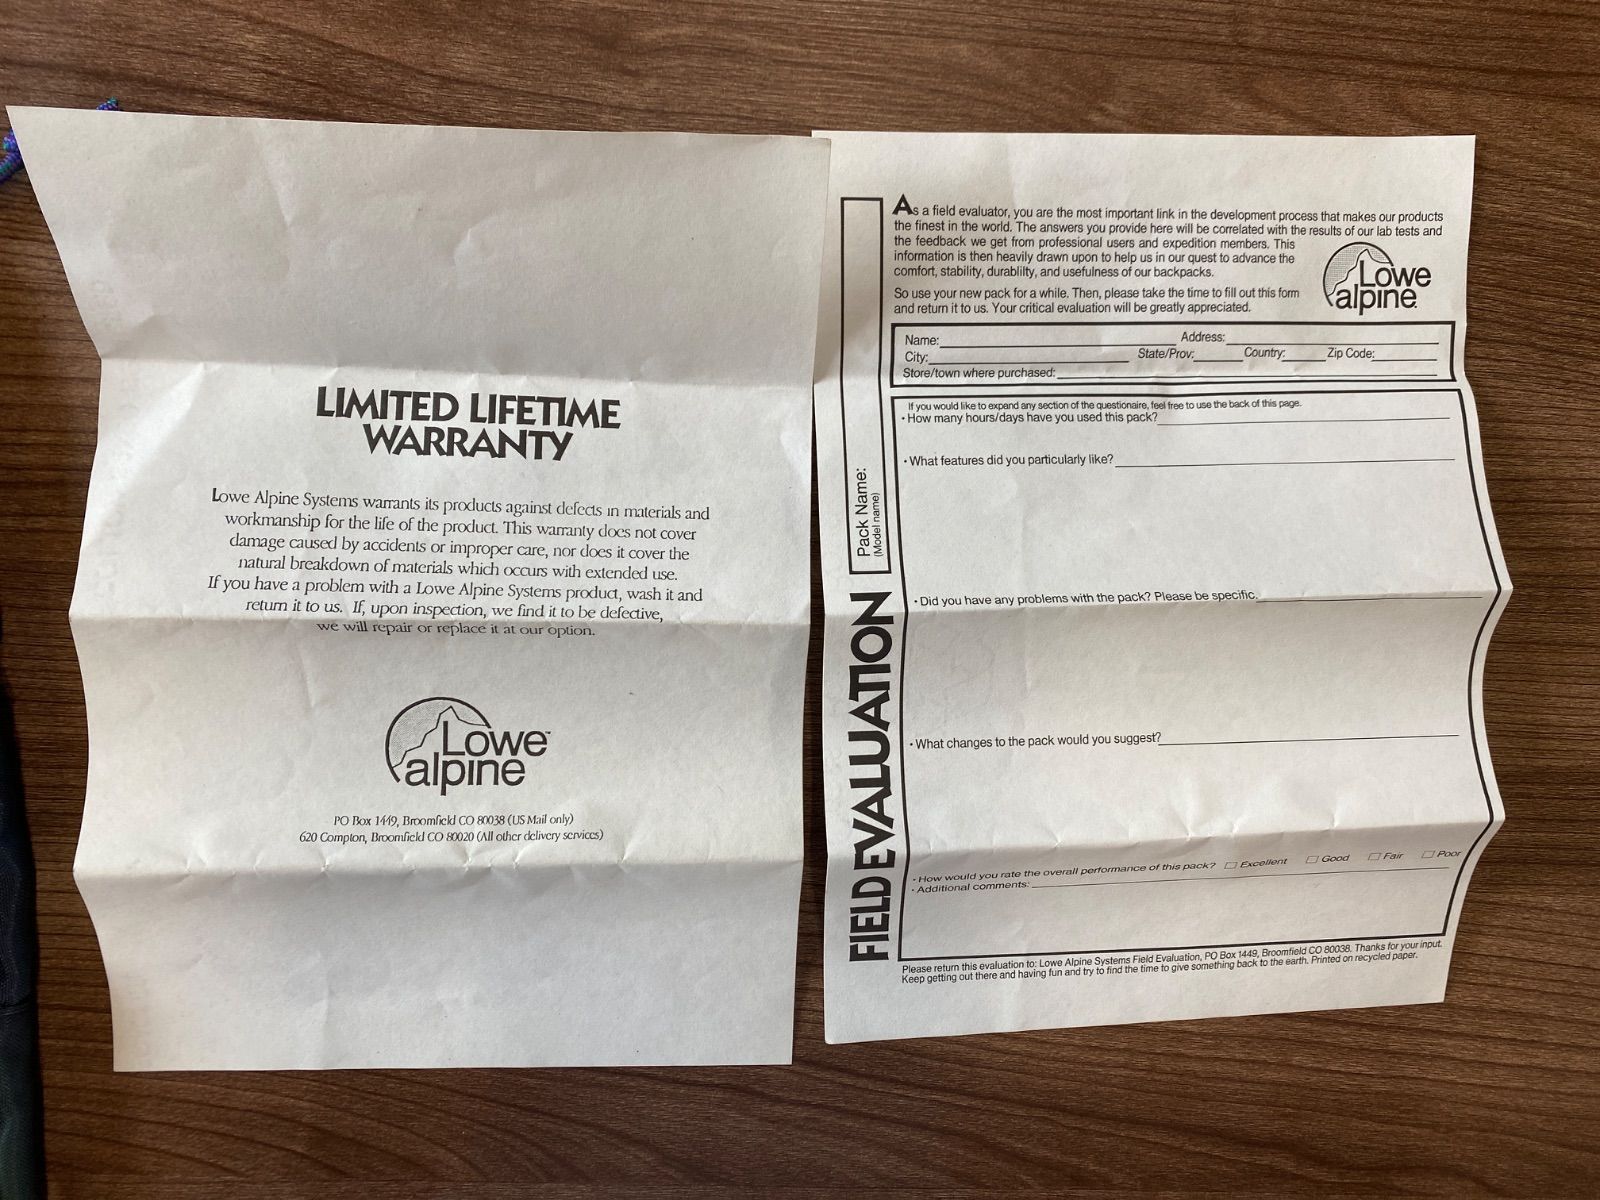 LIMITED LIFETIME
WARRANTY
Lowe Alpine Systems warrants its products against defects in materials and
workmanship for the life of the product. This warranty does not cover
damage caused by accidents or improper care, nor does it cover the
natural breakdown of materials which occurs with extended use.
If you have a problem with a Lowe Alpine Systems product, wash it and
return it to us. If, upon inspection, we find it to be defective,
we will repair or replace it at our option.
Lowe™
alpine
PO Box 1449, Broomfield CO 80038 (US Mail only)
620 Compton, Broomfield CO 80020 (All other delivery services)
FIELD EVALUATION
Pack Name:
(Model name)
As a field evaluator, you are the most important link in the development process that makes our products
the finest in the world. The answers you provide here will be correlated with the results of our lab tests and
the feedback we get from professional users and expedition members. This
information is then heavily drawn upon to help us in our quest to advance the
comfort, stability, durablilty, and usefulness of our backpacks.
So use your new pack for a while. Then, please take the time to fill out this form
and return it to us. Your critical evaluation will be greatly appreciated.
Lowe
alpine
Name: Address:
City: State/Prov: Country: Zip Code:
Store/town where purchased:
If you would like to expend any section of the questionaire, feel free to use the back of this page.
• How many hours/days have you used this pack?
• What features did you particularly like?
• Did you have any problems with the pack? Please be specific.
• What changes to the pack would you suggest?
• How would you rate the overall performance of this pack? ☐ Excellent ☐ Good ☐ Fair ☐ Poor
• Additional comments:
Please return this evaluation to: Lowe Alpine Systems Field Evaluation, PO Box 1449, Broomfield CO 80038. Thanks for your input.
Keep getting out there and having fun and try to find the time to give something back to the earth. Printed on recycled paper.